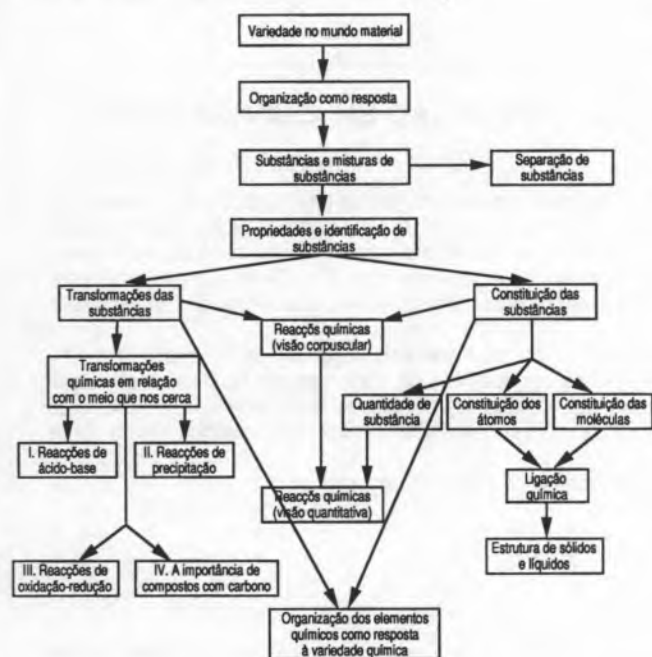 Variedade no mundo material
Organização como resposta
Substâncias e misturas de
substâncias
Separação de
substâncias
Propriedades e identificação de
substâncias
Transformações das
substâncias
Constituição das
substâncias
Reacçõs químicas
(visão corpuscular)
Transformações
químicas em relação
com o meio que nos cerca
Quantidade de
substância
Constituição dos
átomos
Constituição das
moléculas
I. Reacções de
ácido-base
II. Reacções de
precipitação
Ligação
química
Reacçõs químicas
(visão quantitativa)
Estrutura de sólidos
e líquidos
III. Reacções de
oxidação-redução
IV. A importância de
compostos com carbono
Organização dos elementos
químicos como resposta
à variedade química